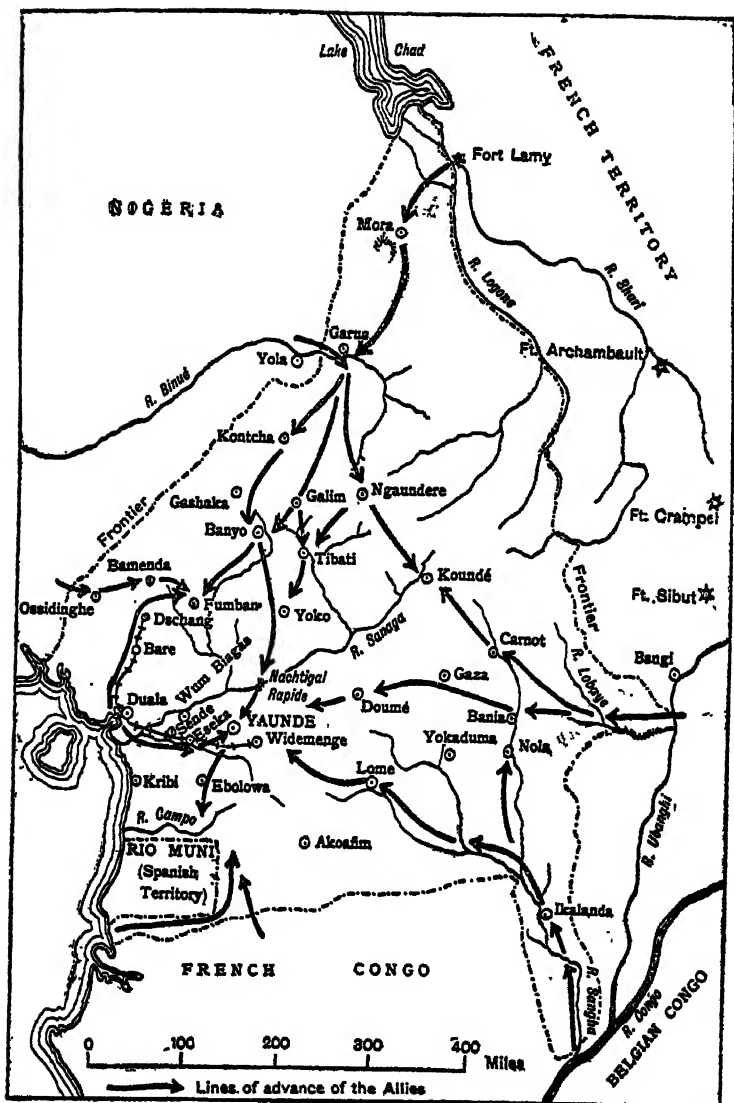 Lake Chad
FRENCH TERRITORY
Fort Lamy
NIGERIA
Mora
R. Logone
R. Shari
Garua
Ft. Archambault
Yola
R. Binué
Kontcha
Gashaka
Galim
Ngaundere
Ft. Crampel
Frontier
Banyo
Tibati
Bamenda
Koundé
Frontier
Ft. Sibut
Ossidinghe
Fumban
Yoko
Dschang
R. Sanaga
Carnot
Bare
Wum Biagas
Nachtigal
Rapide
Gaza
R. Lobaye
Bangi
Duala
Eseka
YAUNDE
Doumé
Bania
Widemenge
Yokaduma
Nola
Kribi
Ebolowa
Lome
R. Campo
R. Ubanghi
RIO MUNI
(Spanish
Territory)
Akoafim
Ikalanda
FRENCH CONGO
R. Sangha
R. Congo
BELGIAN CONGO
0 100 200 300 400 Miles
Lines of advance of the Allies